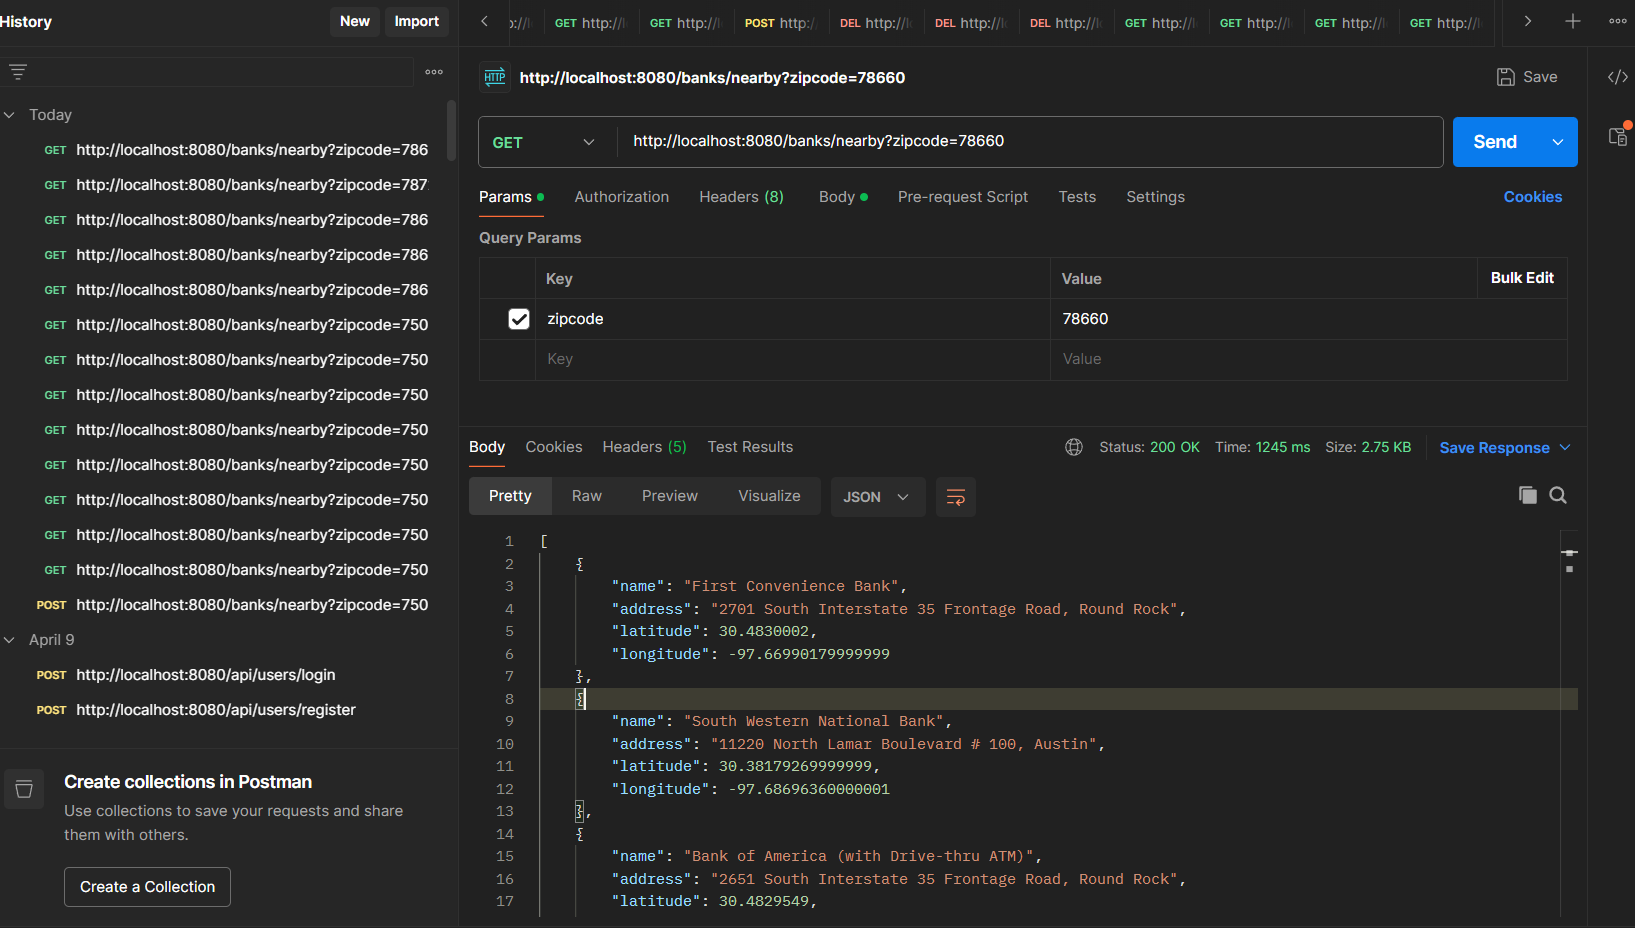 History
New
Import
GET http://
GET http://
POST http:/
DEL http://
DEL http://
DEL http://
GET http://
GET http://
GET http://
GET http://
HTTP
http://localhost:8080/banks/nearby?zipcode=78660
Save
Today
GET http://localhost:8080/banks/nearby?zipcode=786
GET http://localhost:8080/banks/nearby?zipcode=787
GET http://localhost:8080/banks/nearby?zipcode=786
GET http://localhost:8080/banks/nearby?zipcode=786
GET http://localhost:8080/banks/nearby?zipcode=786
GET http://localhost:8080/banks/nearby?zipcode=750
GET http://localhost:8080/banks/nearby?zipcode=750
GET http://localhost:8080/banks/nearby?zipcode=750
GET http://localhost:8080/banks/nearby?zipcode=750
GET http://localhost:8080/banks/nearby?zipcode=750
GET http://localhost:8080/banks/nearby?zipcode=750
GET http://localhost:8080/banks/nearby?zipcode=750
GET http://localhost:8080/banks/nearby?zipcode=750
POST http://localhost:8080/banks/nearby?zipcode=750
April 9
POST http://localhost:8080/api/users/login
POST http://localhost:8080/api/users/register
Create collections in Postman
Use collections to save your requests and share
them with others.
Create a Collection
GET http://localhost:8080/banks/nearby?zipcode=78660
Send
Params Authorization Headers (8) Body Pre-request Script Tests Settings Cookies
Query Params
Key Value Bulk Edit
zipcode 78660
Key Value
Body Cookies Headers (5) Test Results Status: 200 OK Time: 1245 ms Size: 2.75 KB Save Response
Pretty Raw Preview Visualize JSON
1 [
2 {
3 "name": "First Convenience Bank",
4 "address": "2701 South Interstate 35 Frontage Road, Round Rock",
5 "latitude": 30.4830002,
6 "longitude": -97.66990179999999
7 },
8 {
9 "name": "South Western National Bank",
10 "address": "11220 North Lamar Boulevard # 100, Austin",
11 "latitude": 30.38179269999999,
12 "longitude": -97.68696360000001
13 },
14 {
15 "name": "Bank of America (with Drive-thru ATM)",
16 "address": "2651 South Interstate 35 Frontage Road, Round Rock",
17 "latitude": 30.4829549,